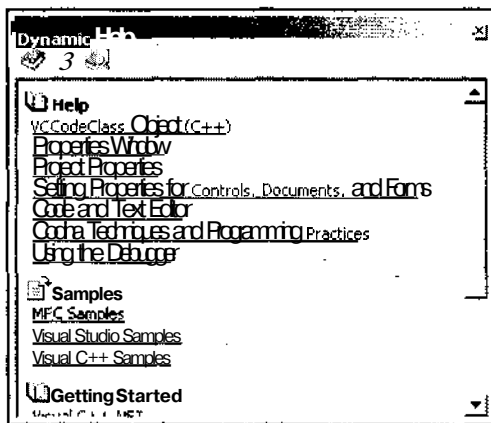 Dynamic Help
3
Help
VCCodeClass Object (C++)
Properties Window
Project Properties
Setting Properties for Controls, Documents, and Forms
Code and Text Editor
Techniques and Programming Practices
Using the Debugger
Samples
MFC Samples
Visual Studio Samples
Visual C++ Samples
Getting Started